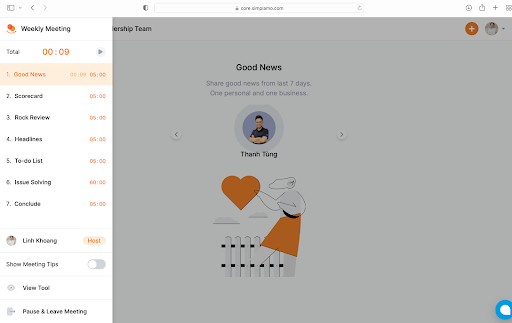 core.simplamo.com
Weekly Meeting
dership Team
Total 00:09
Good News
1. Good News 00:09 05:00
Share good news from last 7 days.
One personal and one business.
2. Scorecard 05:00
3. Rock Review 05:00
4. Headlines 05:00
Thanh Tùng
5. To-do List 05:00
6. Issue Solving 60:00
7. Conclude 05:00
Linh Khoang Host
Show Meeting Tips
View Tool
Pause & Leave Meeting